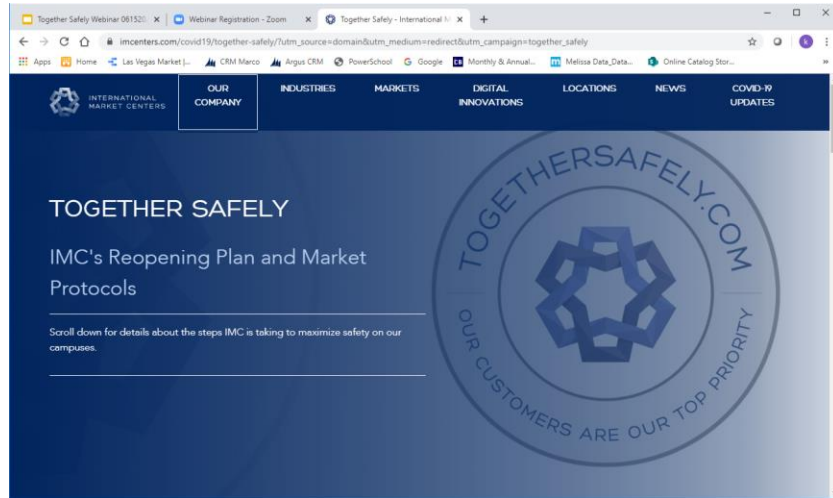 Together Safely Webinar 061520
Webinar Registration - Zoom
Together Safely - International M
imcenters.com/covid19/together-safely/?utm_source=domain&utm_medium=redirect&utm_campaign=together_safely
k
Apps
Home
Las Vegas Market |...
CRM Marco
Argus CRM
PowerSchool
Google
Monthly & Annual...
Melissa Data_Data...
Online Catalog Stor...
»
INTERNATIONAL
MARKET CENTERS
OUR
COMPANY
INDUSTRIES
MARKETS
DIGITAL
INNOVATIONS
LOCATIONS
NEWS
COVID-19
UPDATES
TOGETHER SAFELY
IMC's Reopening Plan and Market
Protocols
Scroll down for details about the steps IMC is taking to maximize safety on our
campuses.
TOGETHERSAFELY.COM
OUR CUSTOMERS ARE OUR TOP PRIORITY